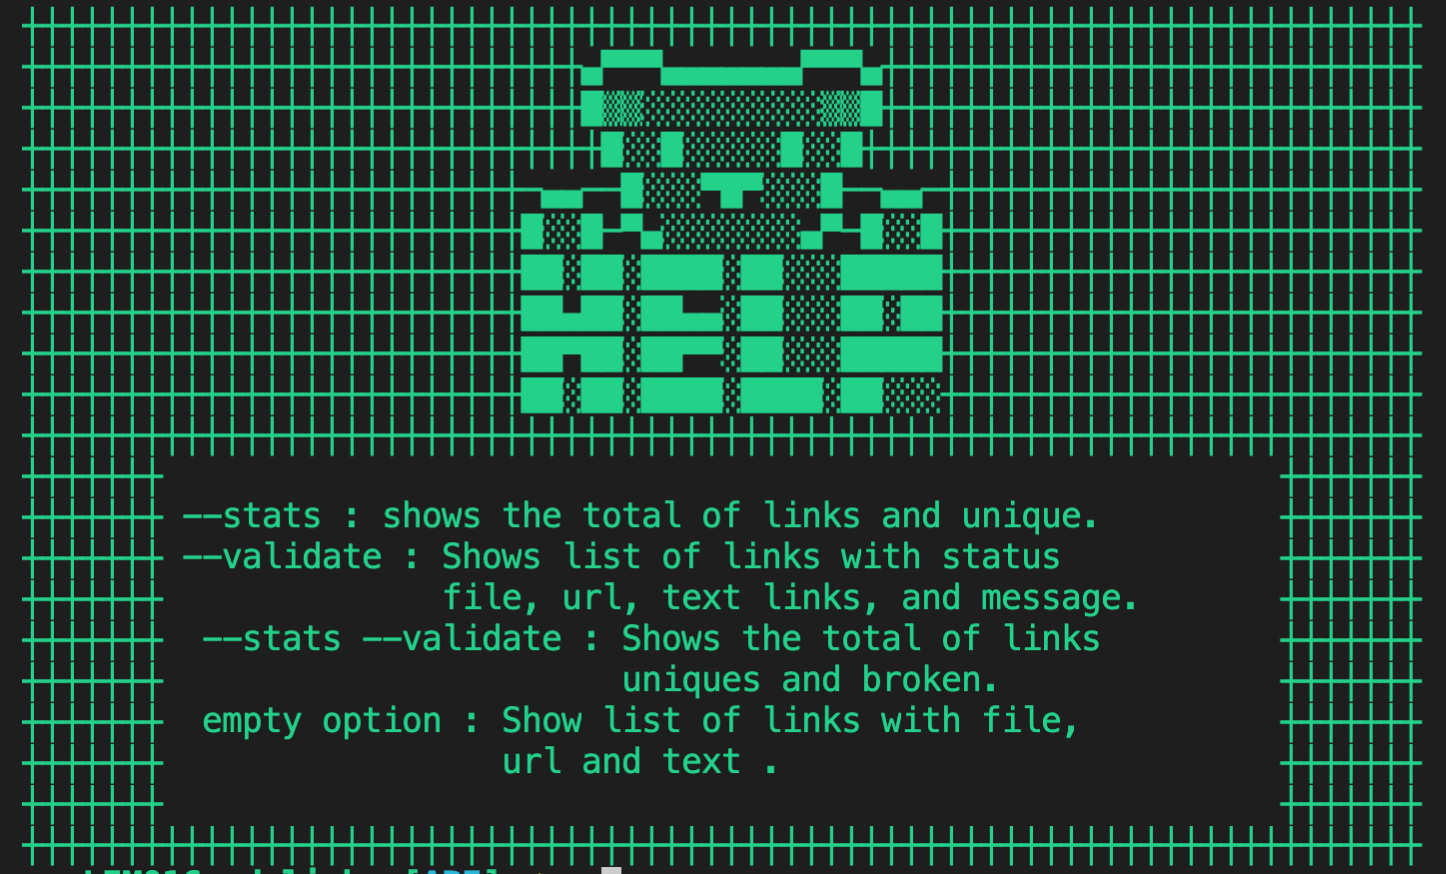 HELP
--stats : shows the total of links and unique.
--validate : Shows list of links with status
file, url, text links, and message.
--stats --validate : Shows the total of links
uniques and broken.
empty option : Show list of links with file,
url and text .